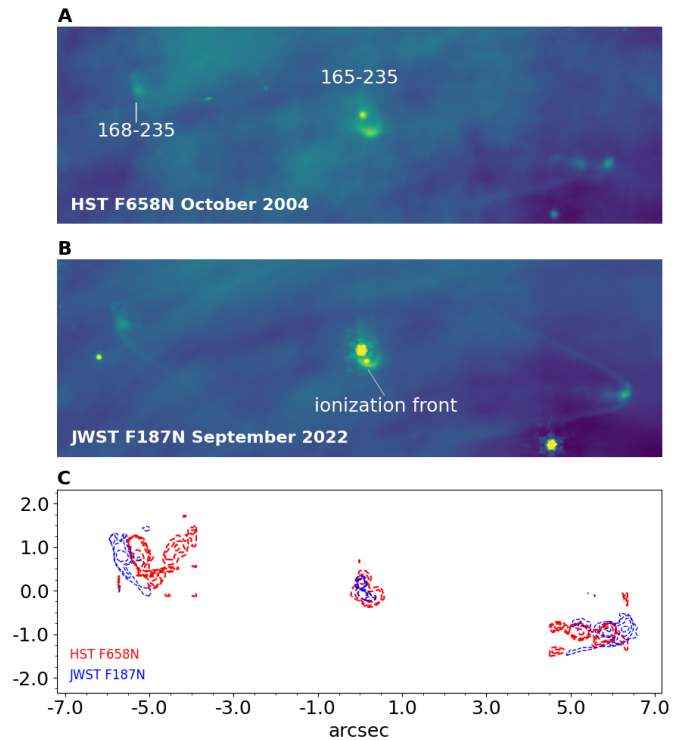 A
165-235
168-235
HST F658N October 2004
B
ionization front
JWST F187N September 2022
C
2.0
1.0
0.0
-1.0
-2.0
HST F658N
JWST F187N
-7.0 -5.0 -3.0 -1.0 1.0 3.0 5.0 7.0
arcsec